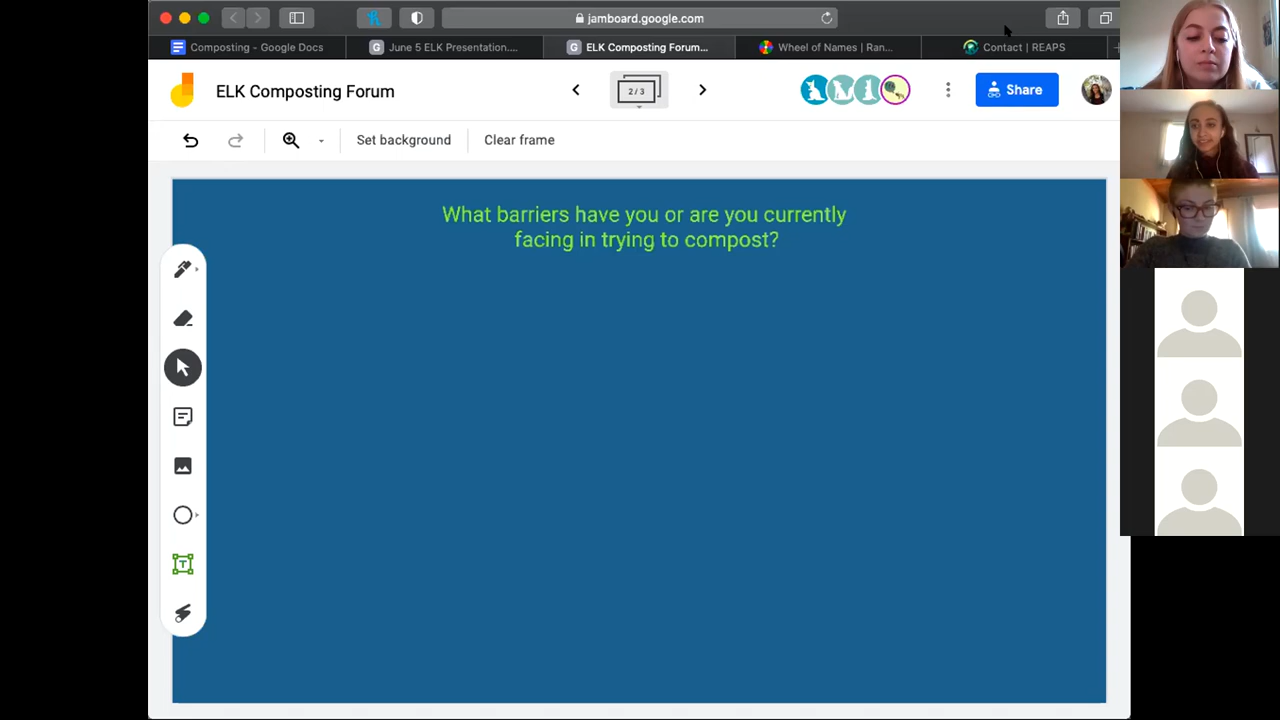 jamboard.google.com
Composting - Google Docs
June 5 ELK Presentation....
ELK Composting Forum...
Wheel of Names | Ran...
Contact | REAPS
ELK Composting Forum
2/3
Share
Set background
Clear frame
What barriers have you or are you currently
facing in trying to compost?